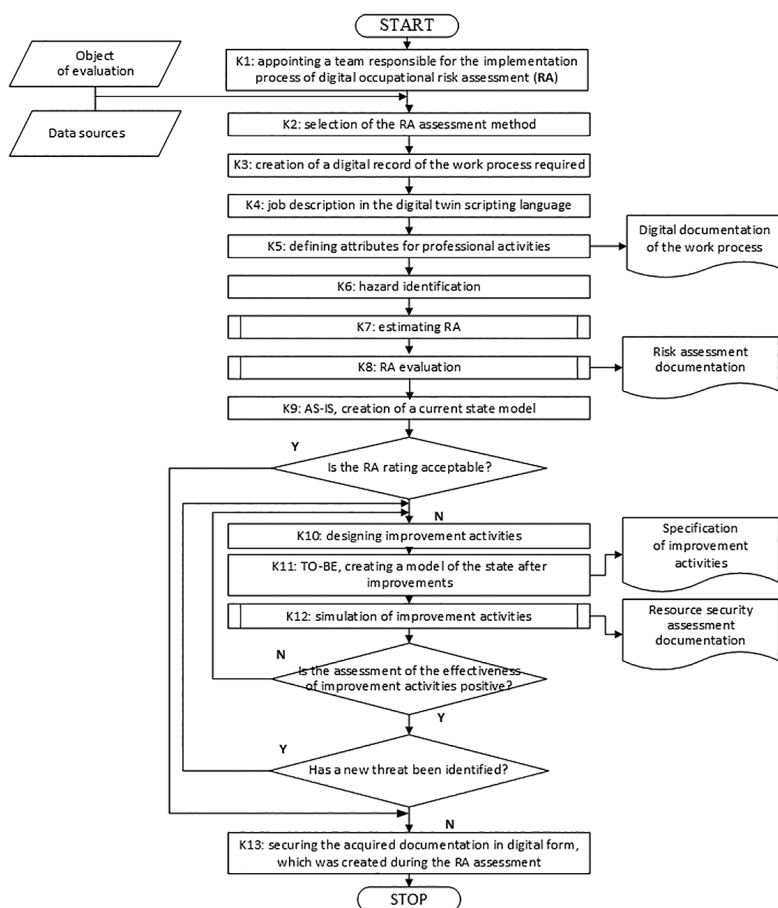 START
Object
of evaluation
K1: appointing a team responsible for the implementation
process of digital occupational risk assessment (RA)
Data sources
K2: selection of the RA assessment method
K3: creation of a digital record of the work process required
K4: job description in the digital twin scripting language
K5: defining attributes for professional activities
Digital documentation
of the work process
K6: hazard identification
K7: estimating RA
K8: RA evaluation
Risk assessment
documentation
K9: AS-IS, creation of a current state model
Y
Is the RA rating acceptable?
N
K10: designing improvement activities
Specification
of improvement
activities
K11: TO-BE, creating a model of the state after
improvements
K12: simulation of improvement activities
Resource security
assessment
documentation
N
Is the assessment of the effectiveness
of improvement activities positive?
Y
Y
Has a new threat been identified?
N
K13: securing the acquired documentation in digital form,
which was created during the RA assessment
STOP